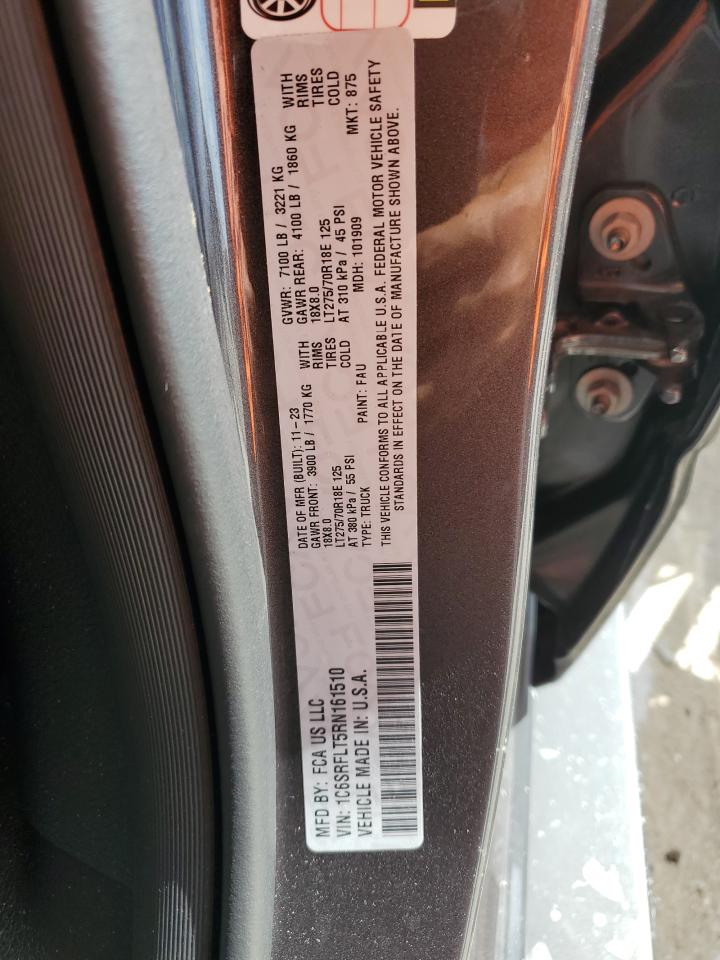 MFD BY: FCA US LLC
VIN: 1C6SRFLT5RN161510
VEHICLE MADE IN: U.S.A.
DATE OF MFR (BUILT): 11-23
GAWR FRONT: 3900 LB / 1770 KG WITH
18X8.0 RIMS
LT275/70R18E 125 TIRES
AT 380 kPa / 55 PSI COLD
TYPE: TRUCK PAINT: FAU
GVWR: 7100 LB / 3221 KG
GAWR REAR: 4100 LB / 1860 KG WITH
18X8.0 RIMS
LT275/70R18E 125 TIRES
AT 310 kPa / 45 PSI COLD
MDH: 101909 MKT: 875
THIS VEHICLE CONFORMS TO ALL APPLICABLE U.S.A. FEDERAL MOTOR VEHICLE SAFETY
STANDARDS IN EFFECT ON THE DATE OF MANUFACTURE SHOWN ABOVE.